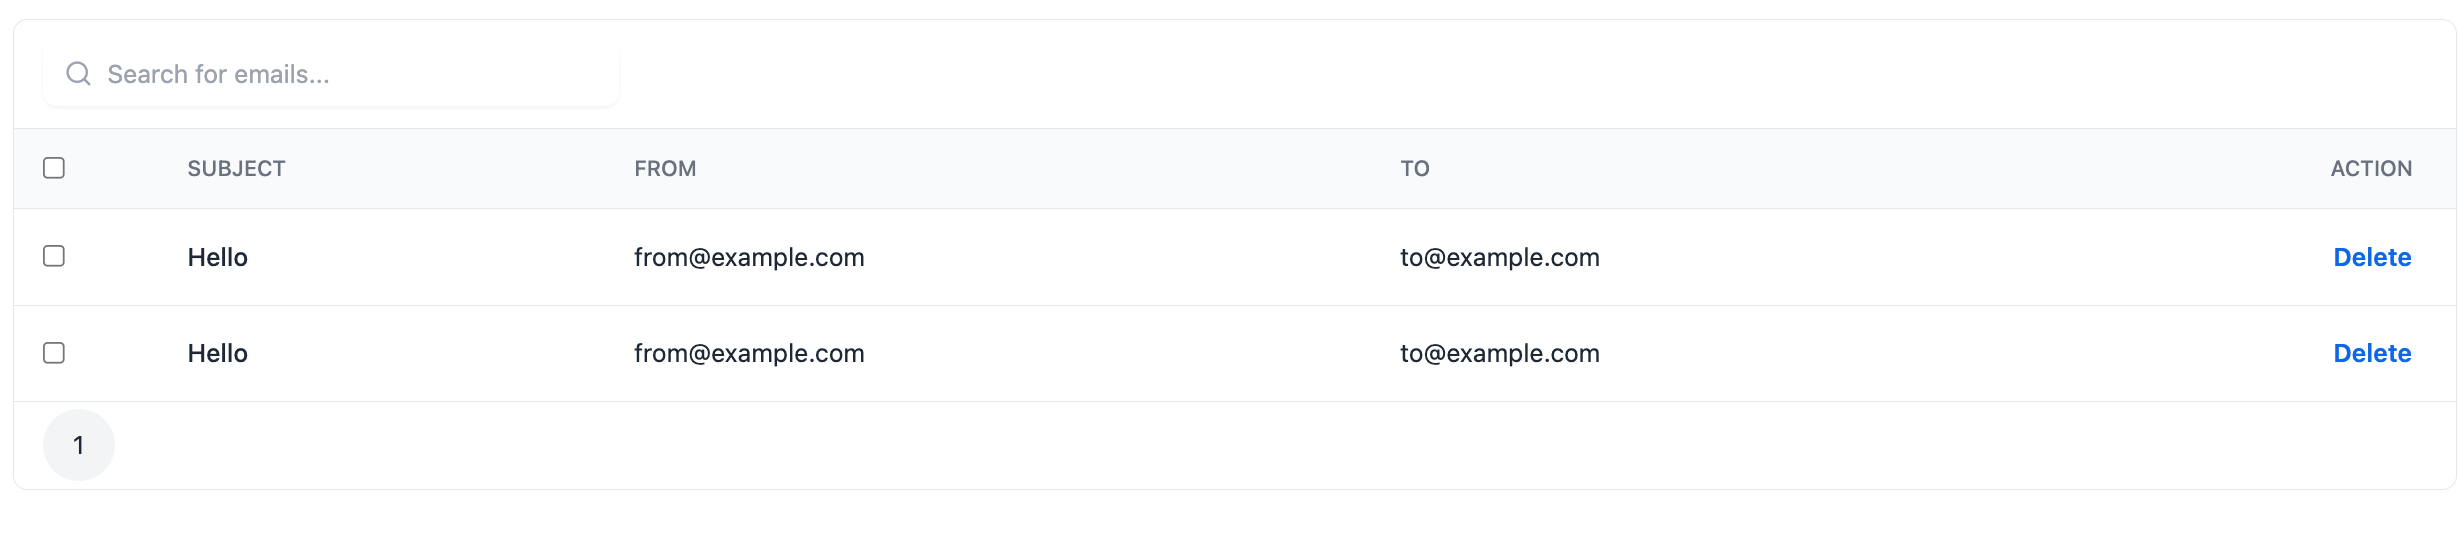 Search for emails...
SUBJECT FROM TO ACTION
Hello from@example.com to@example.com Delete
Hello from@example.com to@example.com Delete
1